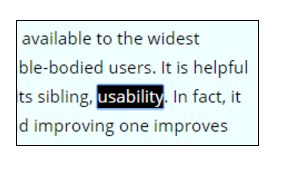 available to the widest
ble-bodied users. It is helpful
ts sibling, usability. In fact, it
d improving one improves